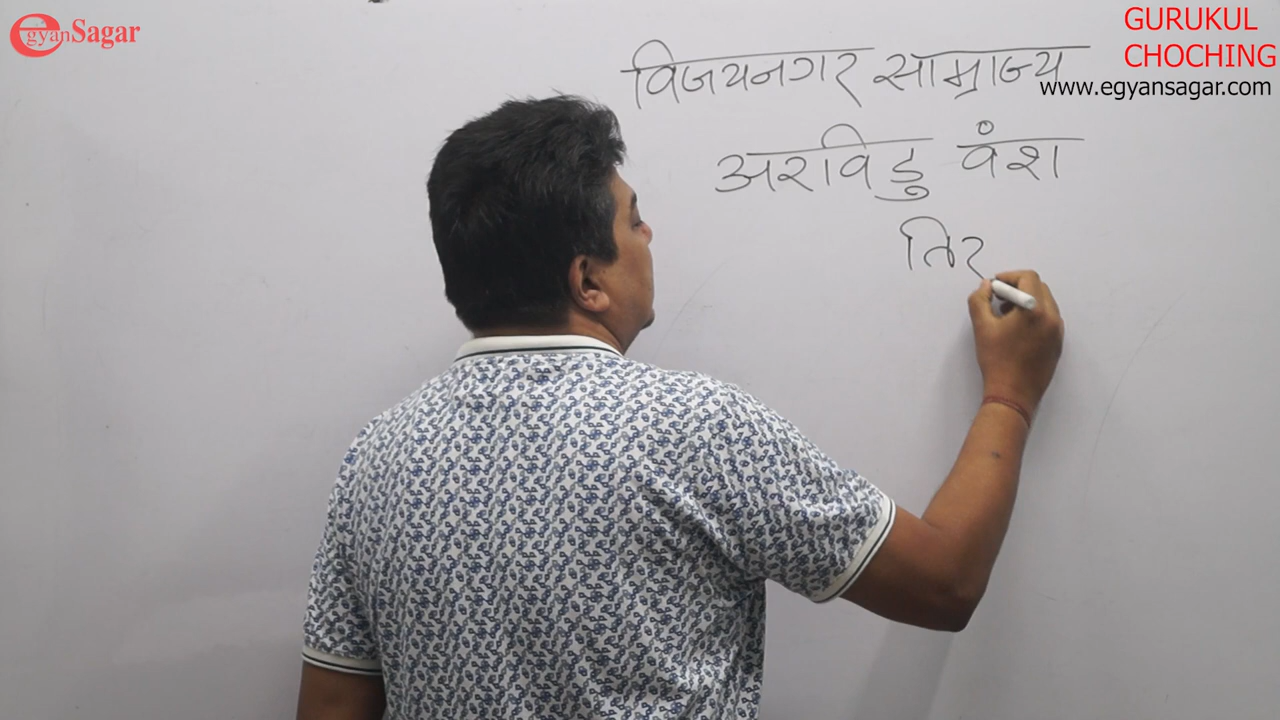 egyanSagar
GURUKUL
CHOCHING
www.egyansagar.com
विजयनगर साम्राज्य
अरविडु वंश
तिर